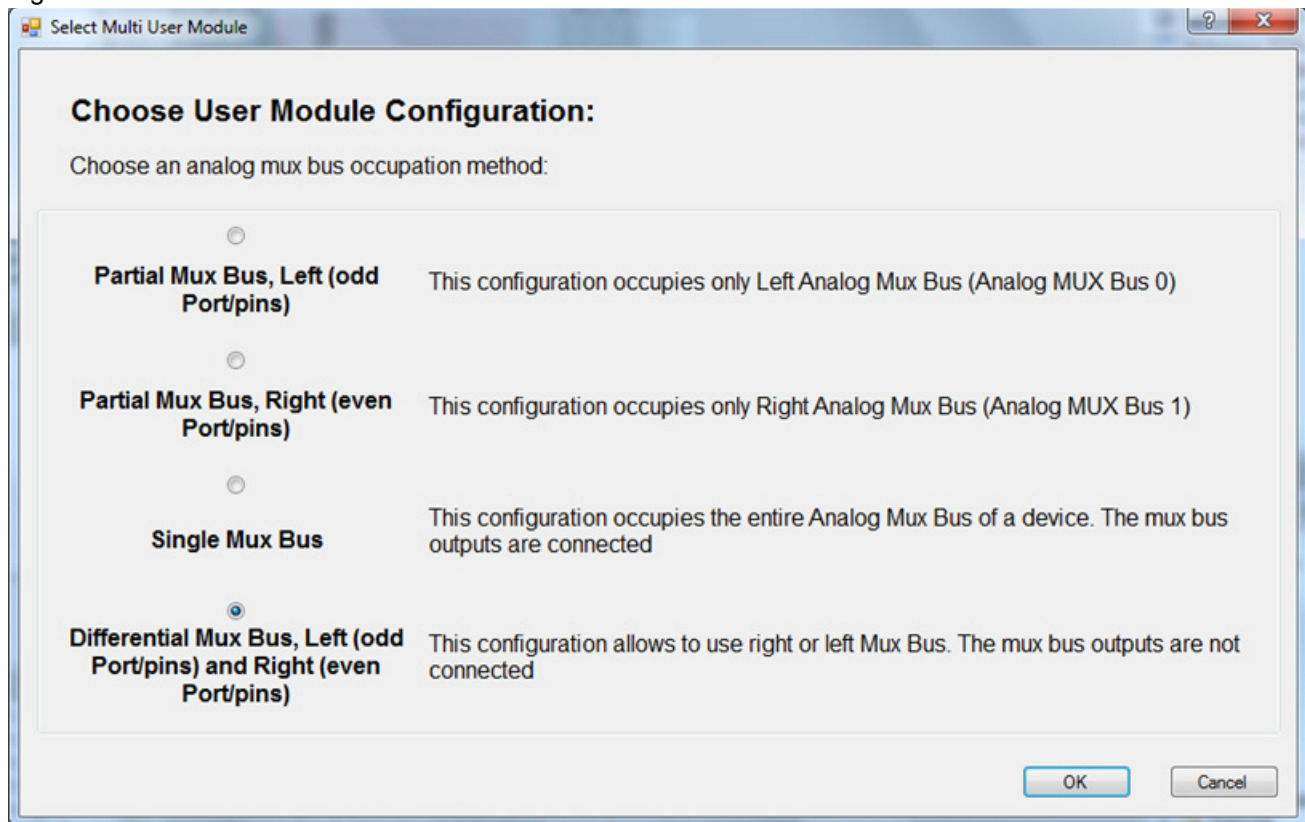 Select Multi User Module
Choose User Module Configuration:
Choose an analog mux bus occupation method:
Partial Mux Bus, Left (odd
Port/pins)
This configuration occupies only Left Analog Mux Bus (Analog MUX Bus 0)
Partial Mux Bus, Right (even
Port/pins)
This configuration occupies only Right Analog Mux Bus (Analog MUX Bus 1)
Single Mux Bus
This configuration occupies the entire Analog Mux Bus of a device. The mux bus
outputs are connected
Differential Mux Bus, Left (odd
Port/pins) and Right (even
Port/pins)
This configuration allows to use right or left Mux Bus. The mux bus outputs are not
connected
OK
Cancel